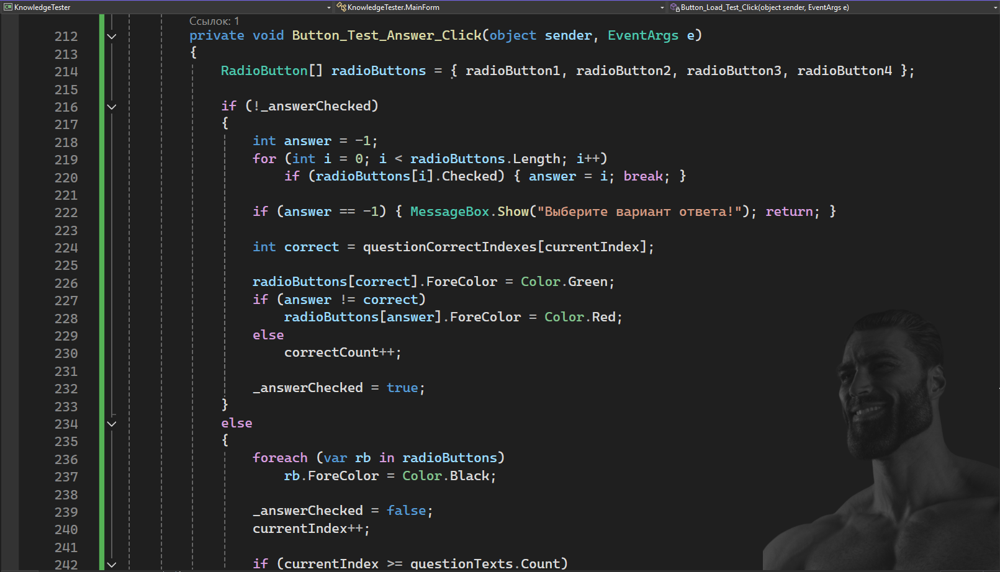 C# KnowledgeTester KnowledgeTester.MainForm Button_Load_Test_Click(object sender, EventArgs e)
Ссылок: 1
212 private void Button_Test_Answer_Click(object sender, EventArgs e)
213 {
214 RadioButton[] radioButtons = { radioButton1, radioButton2, radioButton3, radioButton4 };
215
216 if (!_answerChecked)
217 {
218 int answer = -1;
219 for (int i = 0; i < radioButtons.Length; i++)
220 if (radioButtons[i].Checked) { answer = i; break; }
221
222 if (answer == -1) { MessageBox.Show("Выберите вариант ответа!"); return; }
223
224 int correct = questionCorrectIndexes[currentIndex];
225
226 radioButtons[correct].ForeColor = Color.Green;
227 if (answer != correct)
228 radioButtons[answer].ForeColor = Color.Red;
229 else
230 correctCount++;
231
232 _answerChecked = true;
233 }
234 else
235 {
236 foreach (var rb in radioButtons)
237 rb.ForeColor = Color.Black;
238
239 _answerChecked = false;
240 currentIndex++;
241
242 if (currentIndex >= questionTexts.Count)